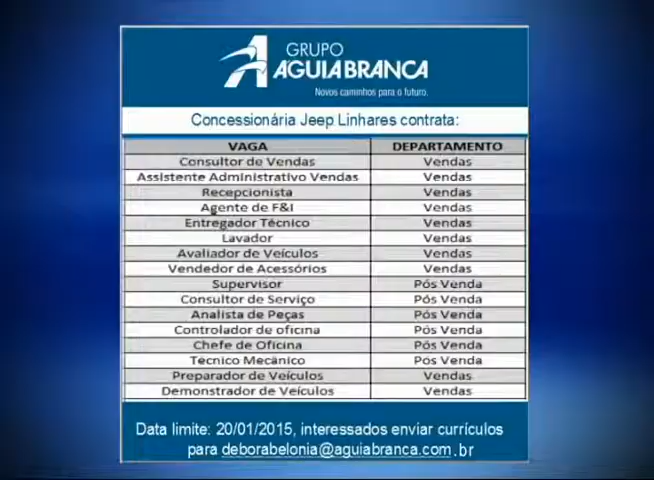 GRUPO
AGUIABRANCA
Novos caminhos para o futuro.
Concessionária Jeep Linhares contrata:
VAGA DEPARTAMENTO
Consultor de Vendas Vendas
Assistente Administrativo Vendas Vendas
Recepcionista Vendas
Agente de F&I Vendas
Entregador Técnico Vendas
Lavador Vendas
Avaliador de Veículos Vendas
Vendedor de Acessórios Vendas
Supervisor Pós Venda
Consultor de Serviço Pós Venda
Analista de Peças Pós Venda
Controlador de oficina Pós Venda
Chefe de Oficina Pós Venda
Técnico Mecânico Pós Venda
Preparador de Veículos Vendas
Demonstrador de Veículos Vendas
Data limite: 20/01/2015, interessados enviar currículos
para deborabelonia@aguiabranca.com.br